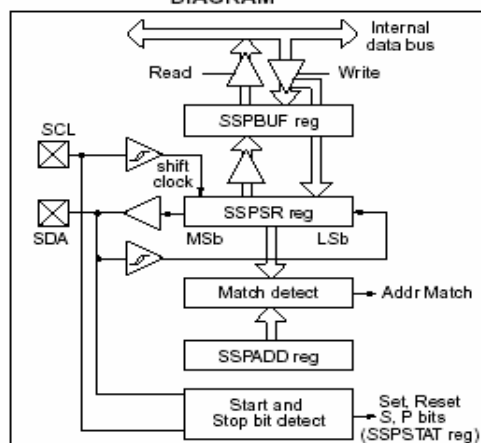 DIAGRAM
Internal
data bus
Read
Write
SSPBUF reg
SCL
shift
clock
SSPSR reg
SDA
MSb
LSb
Match detect
Addr Match
SSPADD reg
Start and
Stop bit detect
Set, Reset
S, P bits
(SSPSTAT reg)